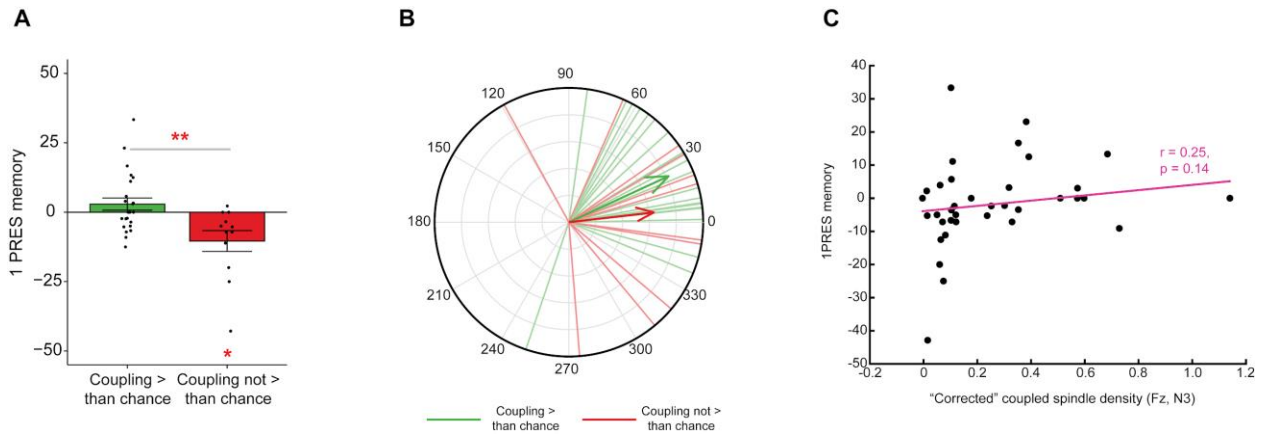 A
1 PRES memory
50
25
0
−25
−50
**
*
Coupling >
than chance
Coupling not >
than chance
B
90
120
60
150
30
180
0
210
330
240
300
270
Coupling >
than chance
Coupling not >
than chance
C
1PRES memory
40
30
20
10
0
-10
-20
-30
-40
-50
r = 0.25,
p = 0.14
-0.2
0
0.2
0.4
0.6
0.8
1.0
1.2
"Corrected" coupled spindle density (Fz, N3)